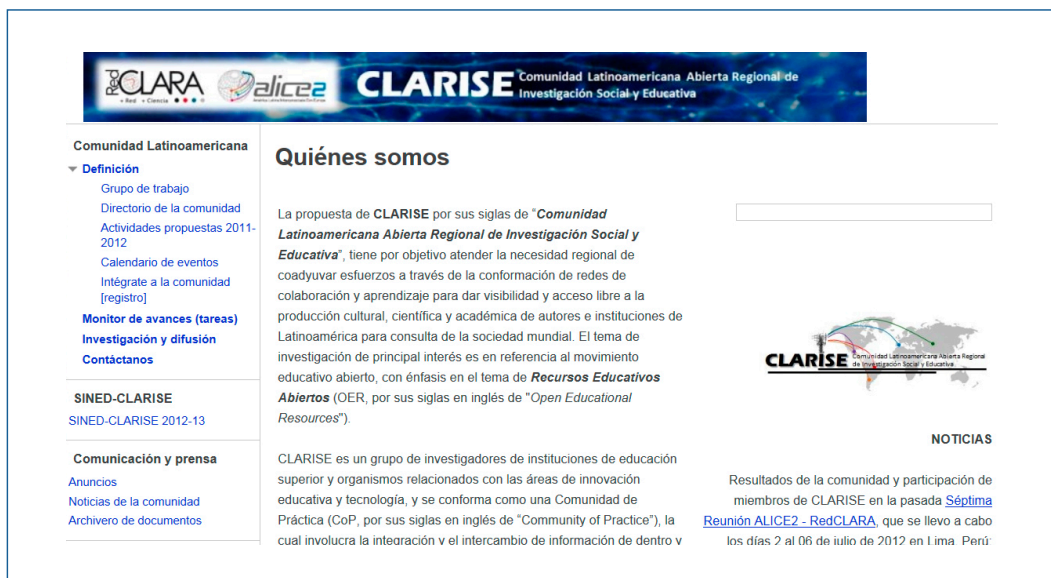 Red CLARA
+ Red + Ciencia
alice2
CLARISE Comunidad Latinoamericana Abierta Regional de
Investigación Social y Educativa
Comunidad Latinoamericana
Definición
Grupo de trabajo
Directorio de la comunidad
Actividades propuestas 2011-
2012
Calendario de eventos
Intégrate a la comunidad
[registro]
Monitor de avances (tareas)
Investigación y difusión
Contáctanos
SINED-CLARISE
SINED-CLARISE 2012-13
Comunicación y prensa
Anuncios
Noticias de la comunidad
Archivero de documentos
Quiénes somos
La propuesta de CLARISE por sus siglas de "Comunidad
Latinoamericana Abierta Regional de Investigación Social y
Educativa", tiene por objetivo atender la necesidad regional de
coadyuvar esfuerzos a través de la conformación de redes de
colaboración y aprendizaje para dar visibilidad y acceso libre a la
producción cultural, científica y académica de autores e instituciones de
Latinoamérica para consulta de la sociedad mundial. El tema de
investigación de principal interés es en referencia al movimiento
educativo abierto, con énfasis en el tema de Recursos Educativos
Abiertos (OER, por sus siglas en inglés de "Open Educational
Resources").
CLARISE es un grupo de investigadores de instituciones de educación
superior y organismos relacionados con las áreas de innovación
educativa y tecnología, y se conforma como una Comunidad de
Práctica (CoP, por sus siglas en inglés de "Community of Practice"), la
cual involucra la integración y el intercambio de información de dentro y
CLARISE Comunidad Latinoamericana Abierta Regional
de Investigación Social y Educativa
NOTICIAS
Resultados de la comunidad y participación de
miembros de CLARISE en la pasada Séptima
Reunión ALICE2 - RedCLARA, que se llevo a cabo
los días 2 al 06 de julio de 2012 en Lima, Perú: